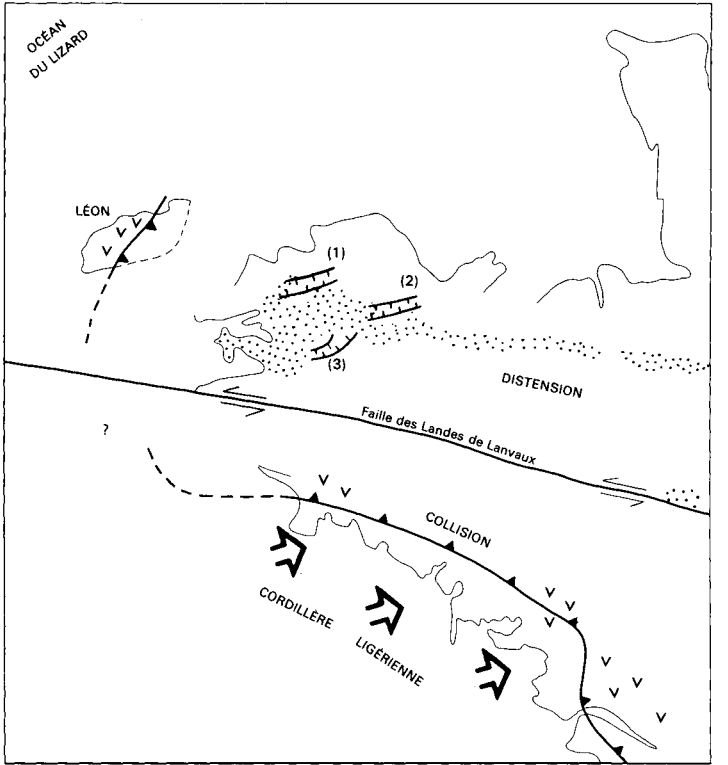 OCÉAN
DU LIZARD
LÉON
(1)
(2)
(3)
DISTENSION
Faille des Landes de Lanvaux
?
COLLISION
CORDILLÈRE
LIGÉRIENNE